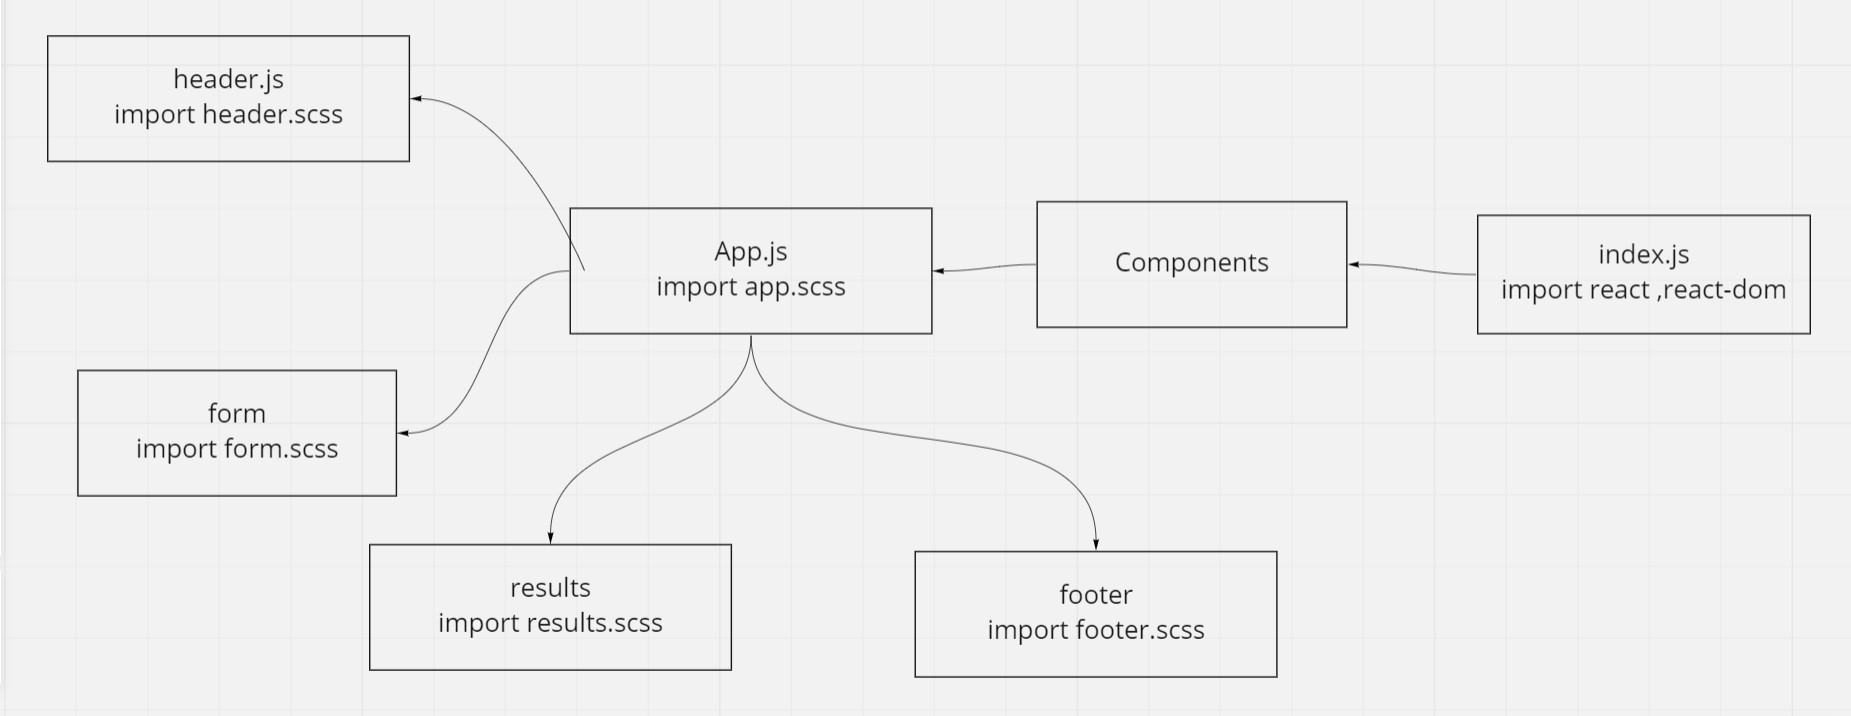 header.js
import header.scss
App.js
import app.scss
Components
index.js
import react ,react-dom
form
import form.scss
results
import results.scss
footer
import footer.scss